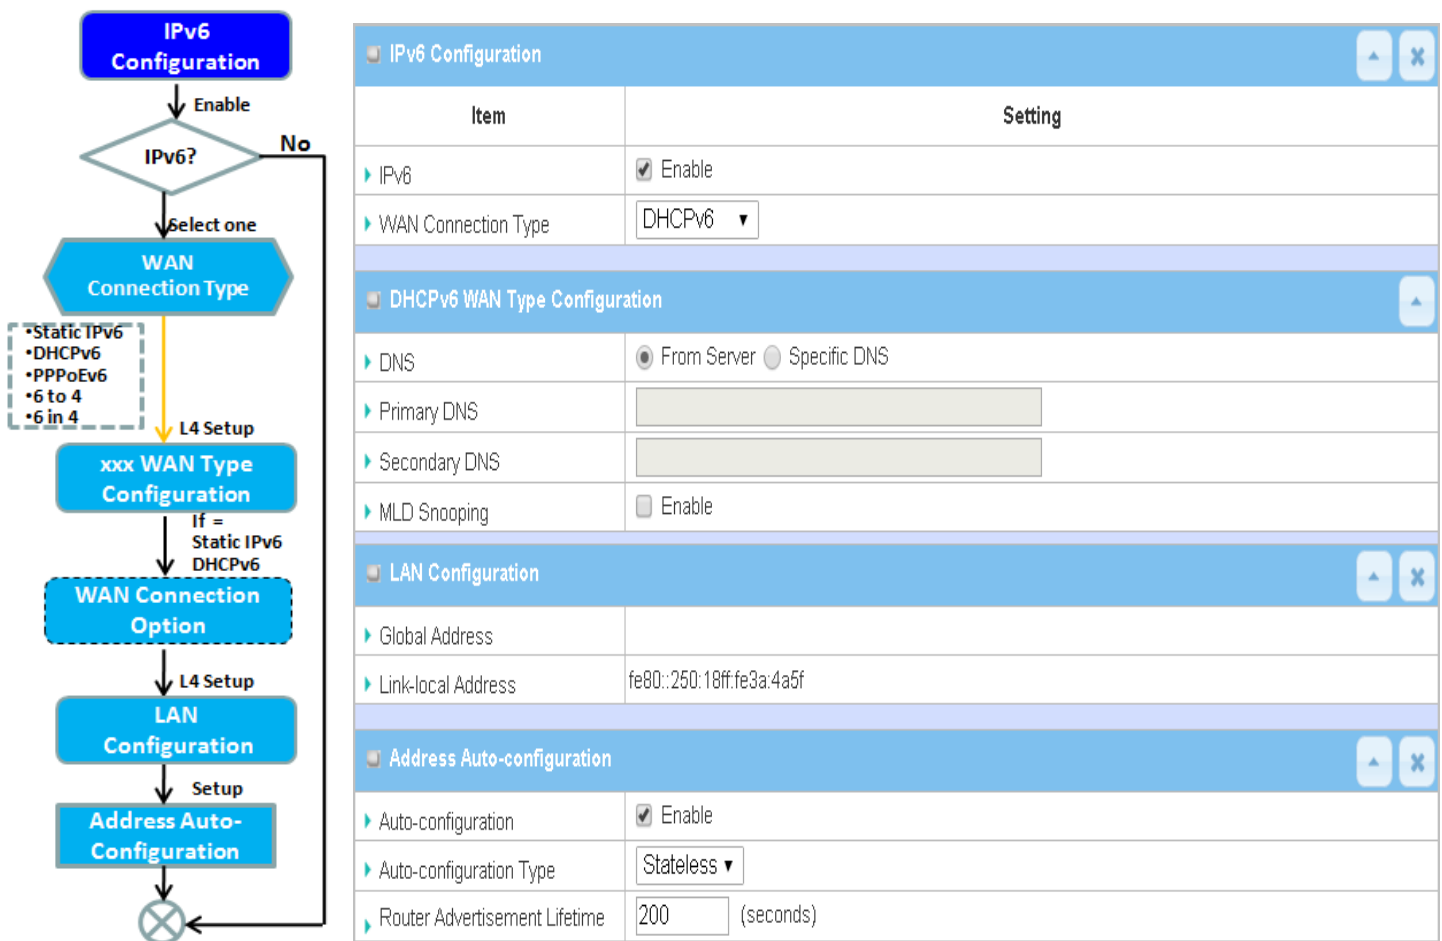 IPv6
Configuration
Enable
IPv6?
No
Select one
WAN
Connection Type
•Static IPv6
•DHCPv6
•PPPoEv6
•6 to 4
•6 in 4
L4 Setup
xxx WAN Type
Configuration
If =
Static IPv6
DHCPv6
WAN Connection
Option
L4 Setup
LAN
Configuration
Setup
Address Auto-
Configuration
IPv6 Configuration
Item Setting
IPv6 Enable
WAN Connection Type DHCPv6
DHCPv6 WAN Type Configuration
DNS From Server Specific DNS
Primary DNS
Secondary DNS
MLD Snooping Enable
LAN Configuration
Global Address
Link-local Address fe80::250:18ff:fe3a:4a5f
Address Auto-configuration
Auto-configuration Enable
Auto-configuration Type Stateless
Router Advertisement Lifetime 200 (seconds)